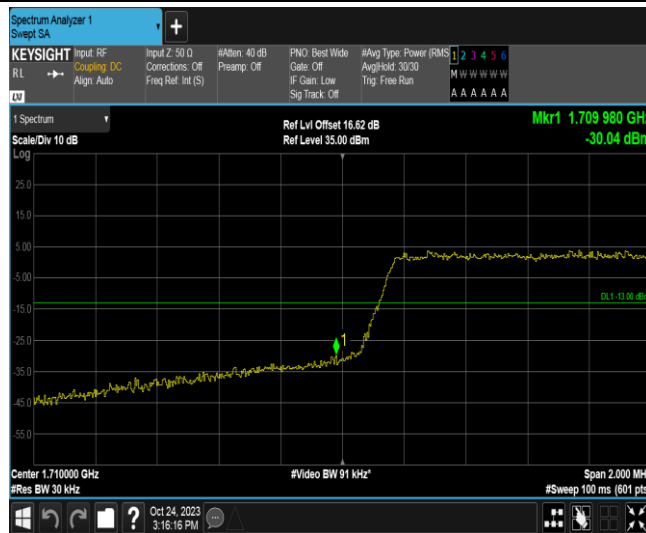 Spectrum Analyzer 1
Swept SA
KEYSIGHT Input: RF Input Z: 50 Ω #Atten: 40 dB PNO: Best Wide #Avg Type: Power (RMS 1 2 3 4 5 6
RL Coupling: DC Corrections: Off Preamp: Off Gate: Off Avg|Hold: 30/30 M W W W W W
Align: Auto Freq Ref: Int (S) IF Gain: Low Trig: Free Run
LXI Sig Track: Off A A A A A A
1 Spectrum Ref Lvl Offset 16.62 dB Mkr1 1.709 980 GHz
Scale/Div 10 dB Ref Level 35.00 dBm -30.04 dBm
Log
25.0
15.0
5.00
-5.00
DL1 -13.00 dBm
-15.0
-25.0
1
-35.0
-45.0
-55.0
Center 1.710000 GHz #Video BW 91 kHz* Span 2.000 MH
#Res BW 30 kHz #Sweep 100 ms (601 pts
? Oct 24, 2023
3:16:16 PM